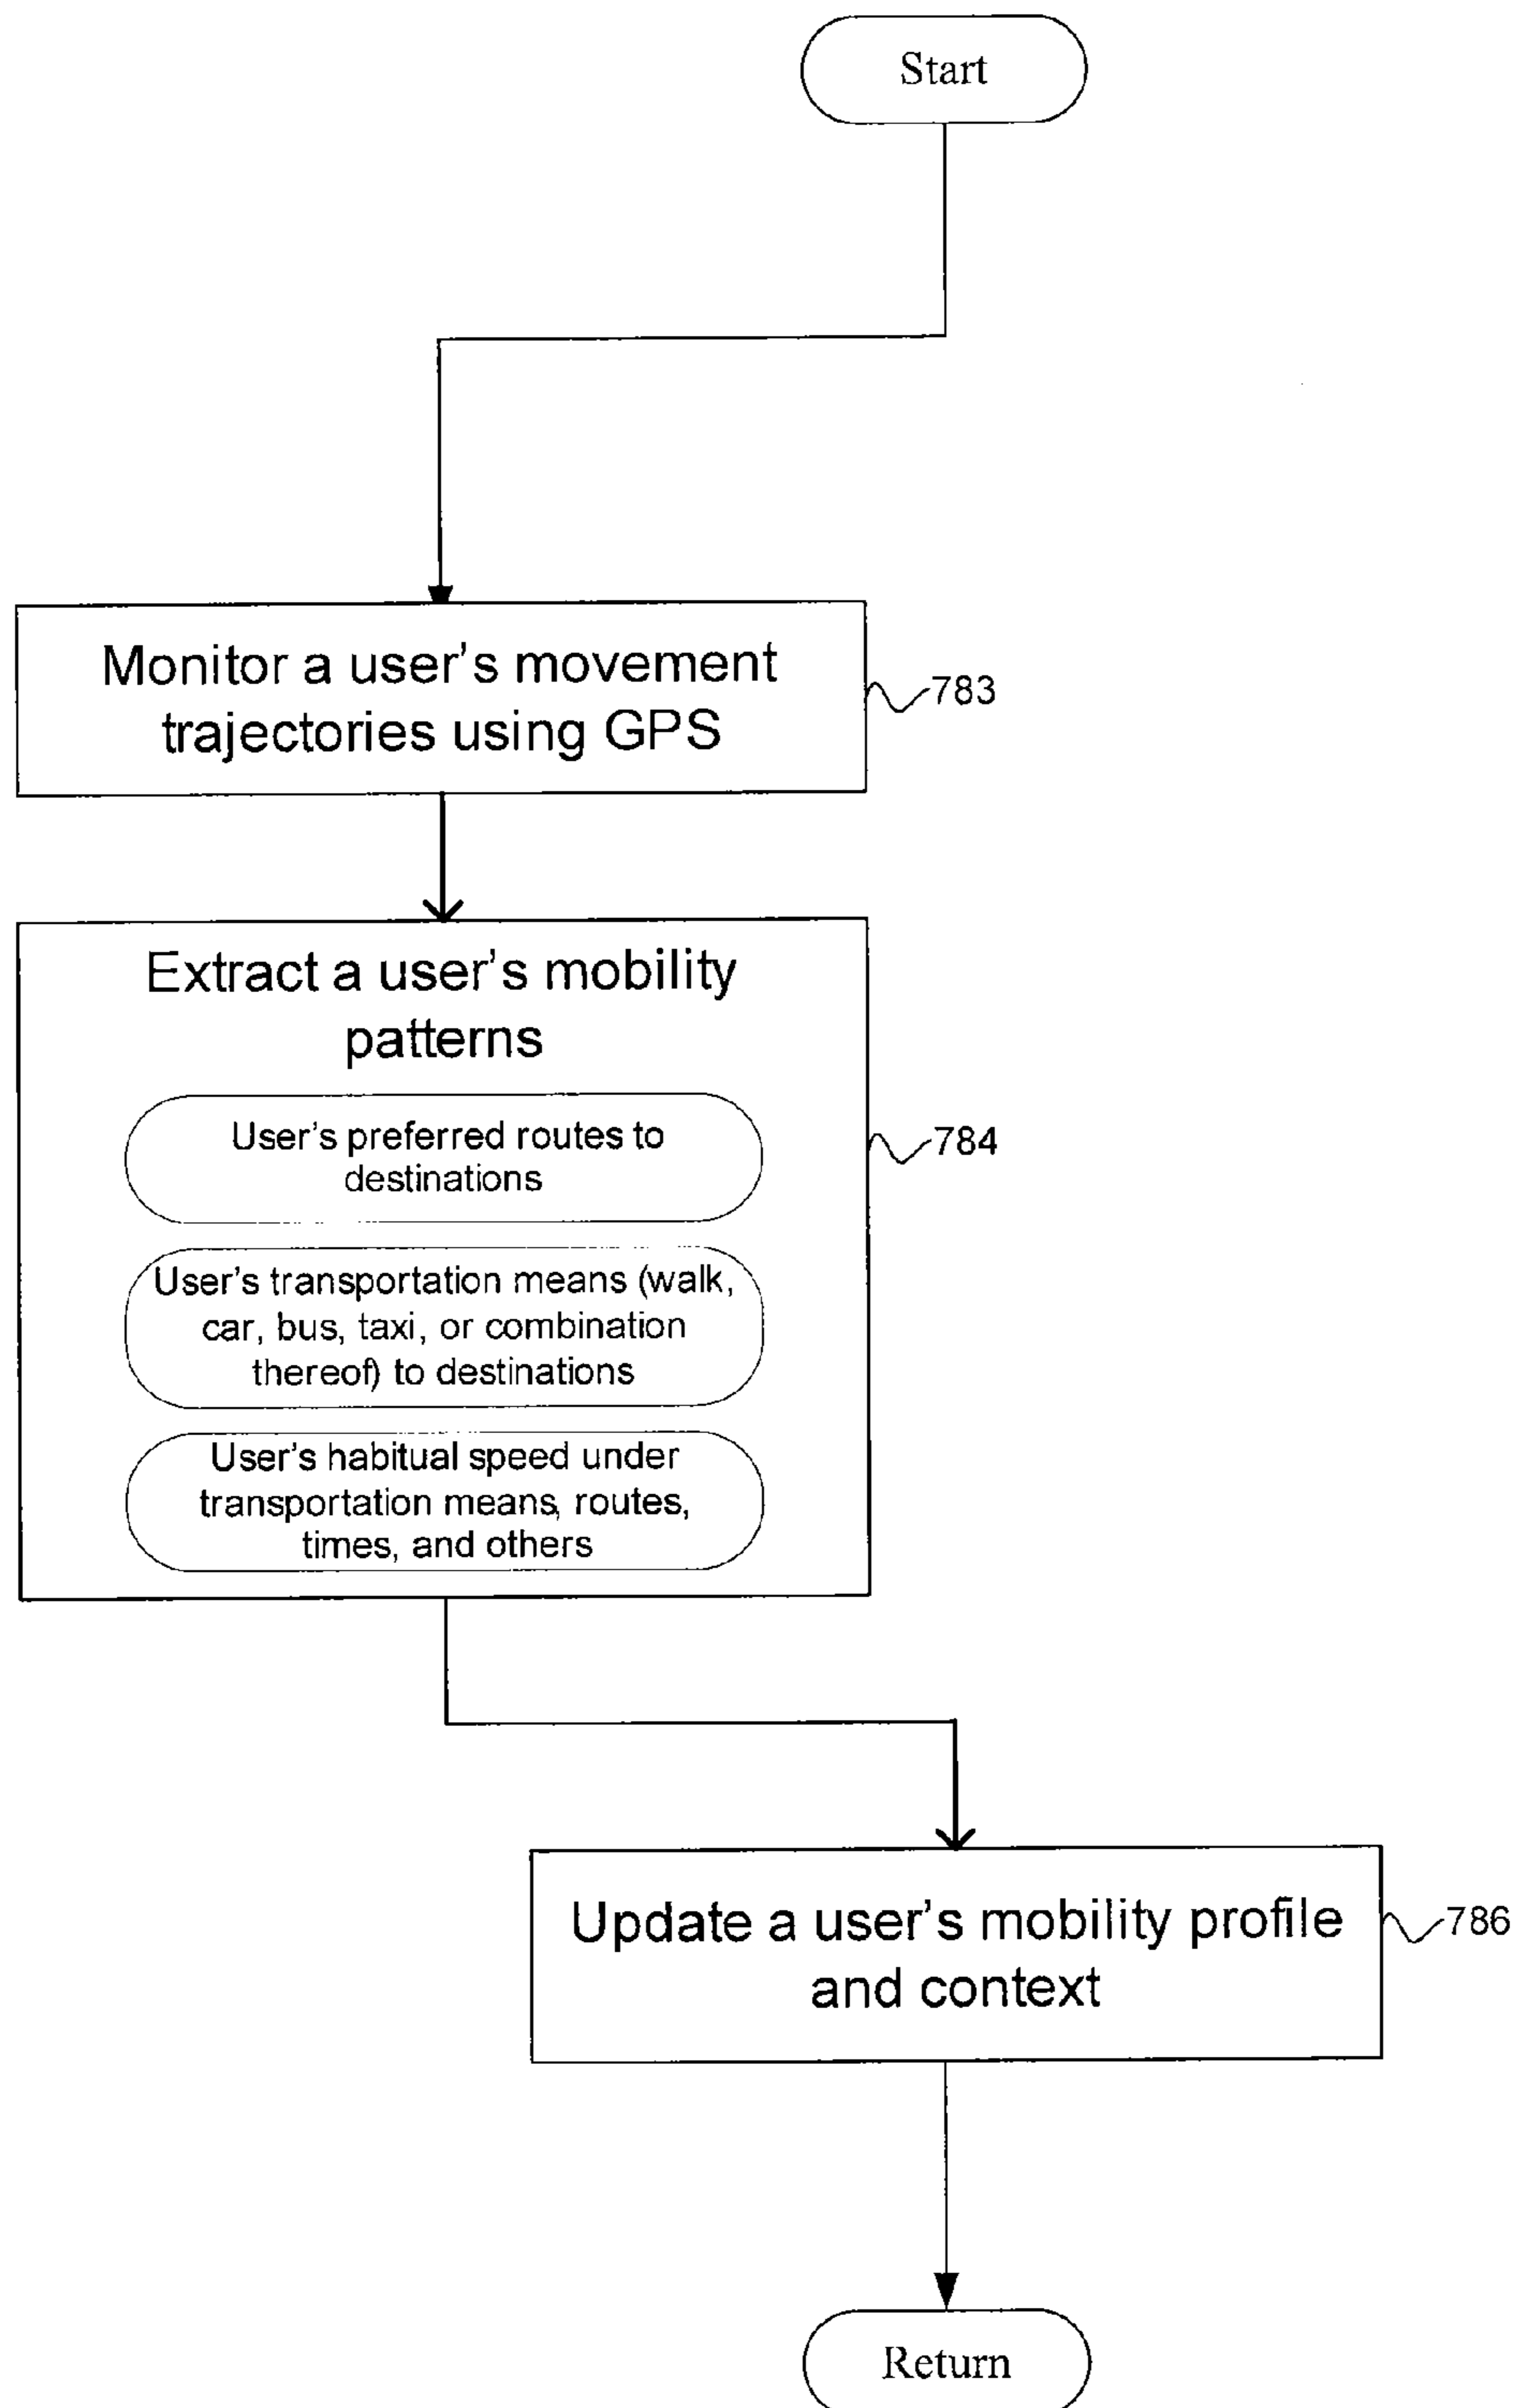 Start
Monitor a user's movement
trajectories using GPS
783
Extract a user's mobility
patterns
User's preferred routes to
destinations
784
User's transportation means (walk,
car, bus, taxi, or combination
thereof) to destinations
User's habitual speed under
transportation means, routes,
times, and others
Update a user's mobility profile
and context
786
Return